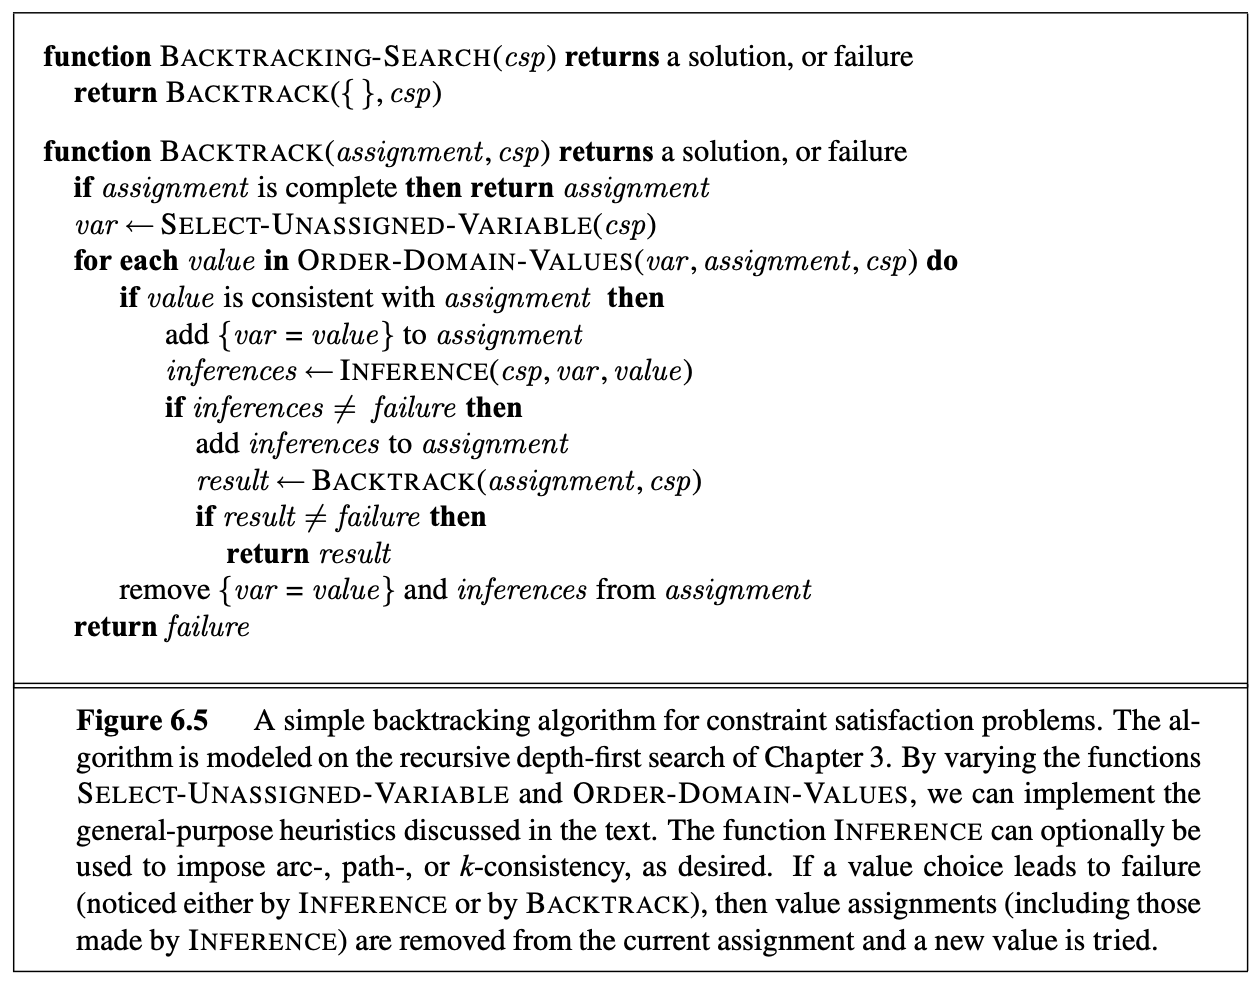 function BACKTRACKING-SEARCH(csp) returns a solution, or failure
return BACKTRACK({ }, csp)
function BACKTRACK(assignment, csp) returns a solution, or failure
if assignment is complete then return assignment
var ← SELECT-UNASSIGNED-VARIABLE(csp)
for each value in ORDER-DOMAIN-VALUES(var, assignment, csp) do
if value is consistent with assignment then
add {var = value} to assignment
inferences ← INFERENCE(csp, var, value)
if inferences ≠ failure then
add inferences to assignment
result ← BACKTRACK(assignment, csp)
if result ≠ failure then
return result
remove {var = value} and inferences from assignment
return failure
Figure 6.5 A simple backtracking algorithm for constraint satisfaction problems. The al-
gorithm is modeled on the recursive depth-first search of Chapter 3. By varying the functions
SELECT-UNASSIGNED-VARIABLE and ORDER-DOMAIN-VALUES, we can implement the
general-purpose heuristics discussed in the text. The function INFERENCE can optionally be
used to impose arc-, path-, or k-consistency, as desired. If a value choice leads to failure
(noticed either by INFERENCE or by BACKTRACK), then value assignments (including those
made by INFERENCE) are removed from the current assignment and a new value is tried.